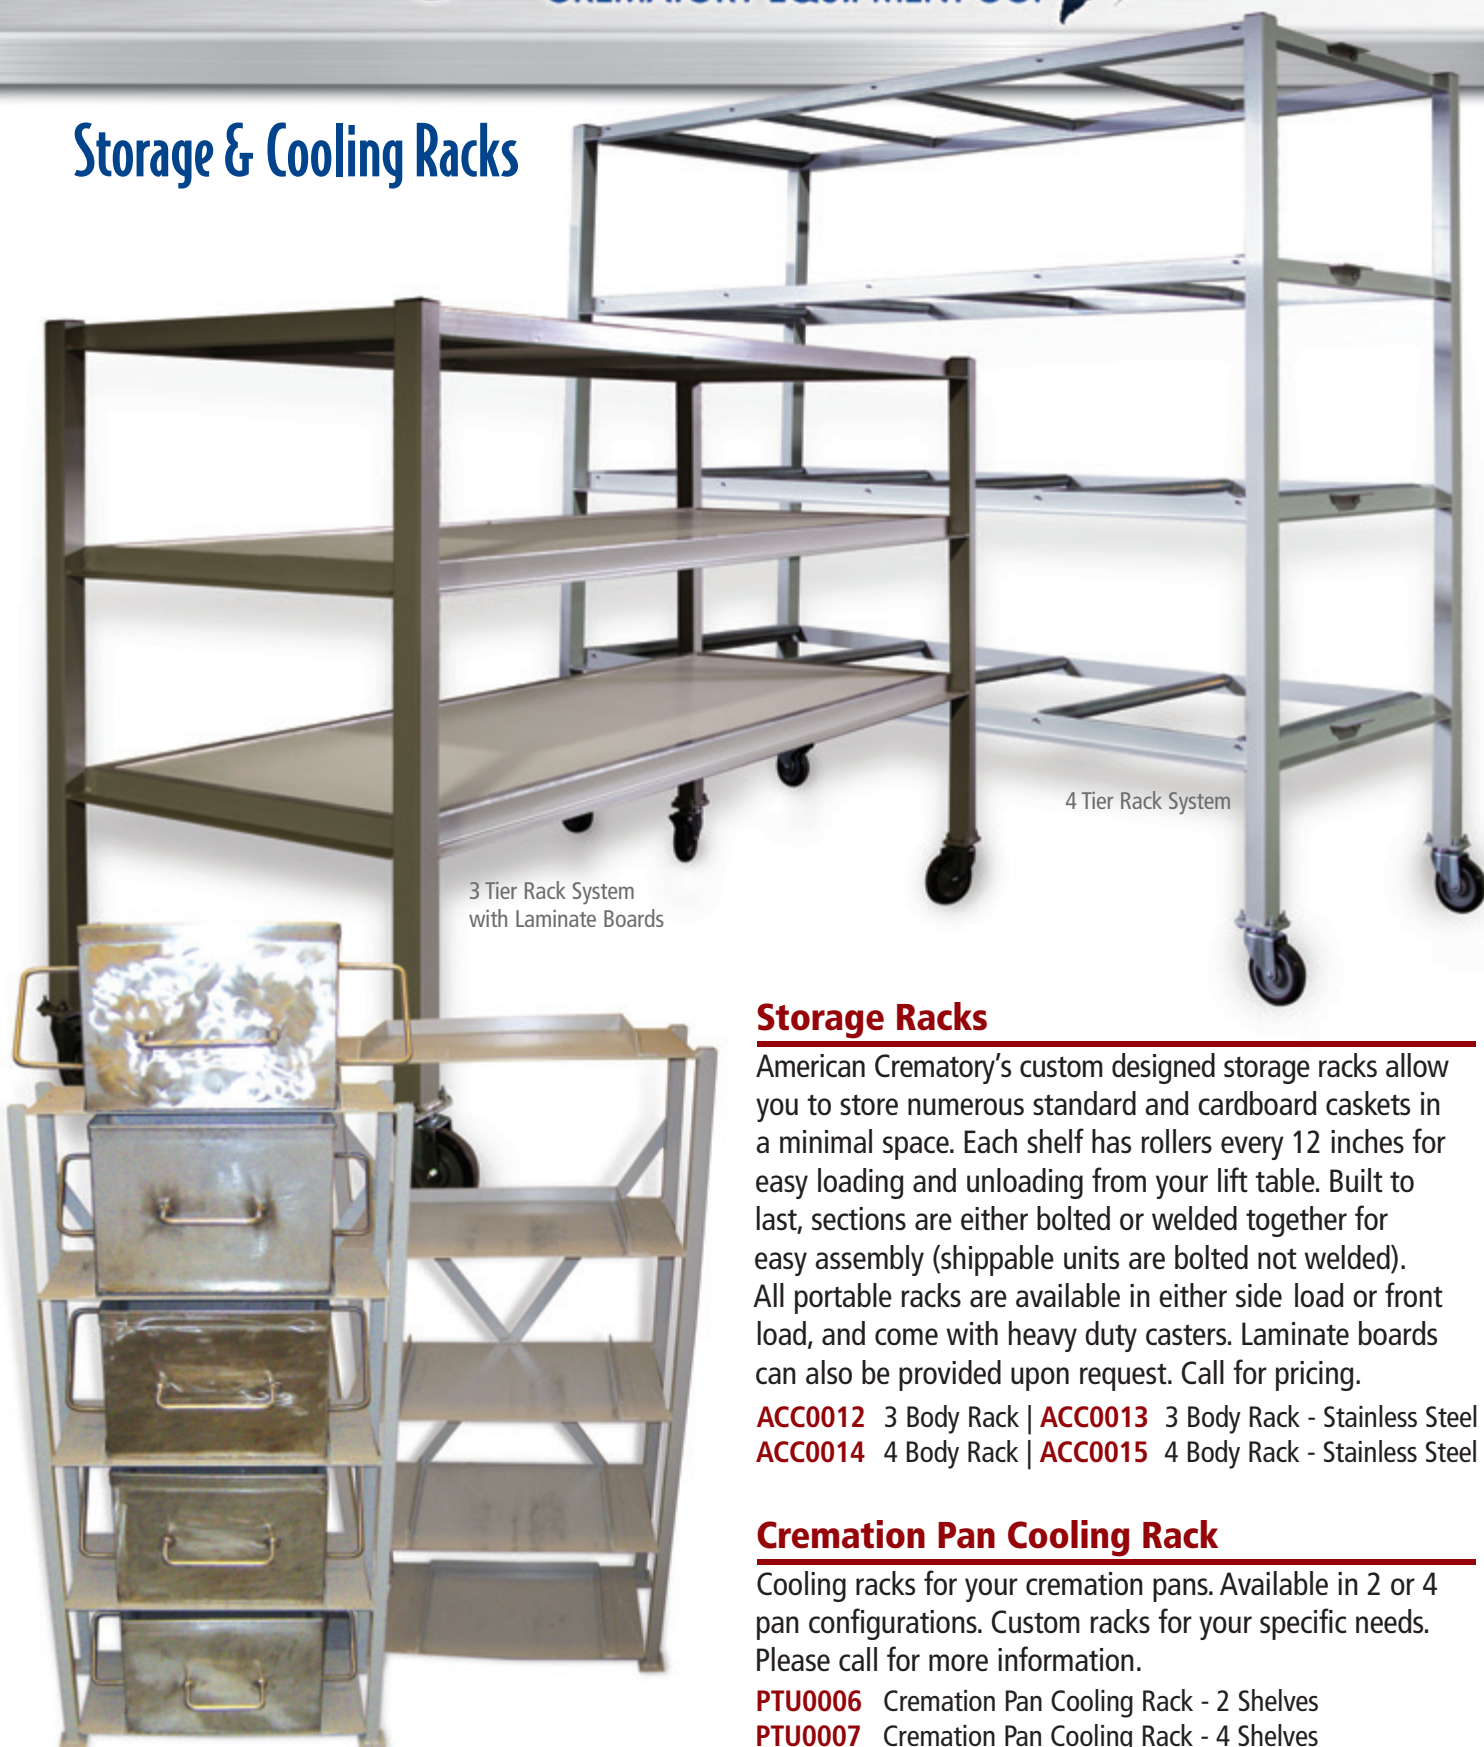 CREMATORY EQUIPMENT CO.
Storage & Cooling Racks
4 Tier Rack System
3 Tier Rack System
with Laminate Boards
Storage Racks
American Crematory's custom designed storage racks allow
you to store numerous standard and cardboard caskets in
a minimal space. Each shelf has rollers every 12 inches for
easy loading and unloading from your lift table. Built to
last, sections are either bolted or welded together for
easy assembly (shippable units are bolted not welded).
All portable racks are available in either side load or front
load, and come with heavy duty casters. Laminate boards
can also be provided upon request. Call for pricing.
ACC0012 3 Body Rack | ACC0013 3 Body Rack - Stainless Steel
ACC0014 4 Body Rack | ACC0015 4 Body Rack - Stainless Steel
Cremation Pan Cooling Rack
Cooling racks for your cremation pans. Available in 2 or 4
pan configurations. Custom racks for your specific needs.
Please call for more information.
PTU0006 Cremation Pan Cooling Rack - 2 Shelves
PTU0007 Cremation Pan Cooling Rack - 4 Shelves